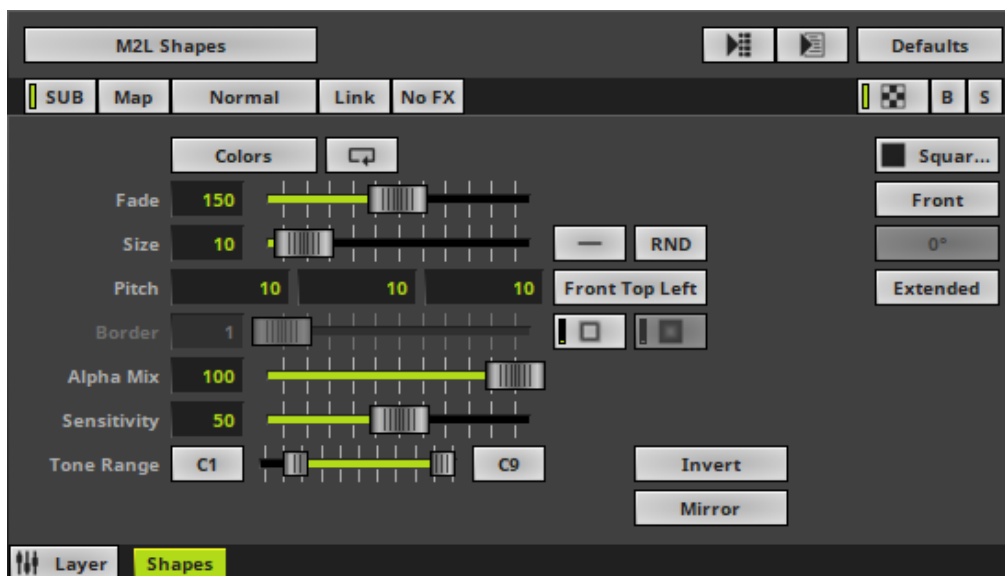 M2L Shapes Defaults
SUB Map Normal Link No FX B S
Colors Squar...
Fade 150 Front
Size 10 RND 0°
Pitch 10 10 10 Front Top Left Extended
Border 1
Alpha Mix 100
Sensitivity 50
Tone Range C1 C9 Invert
Mirror
Layer Shapes